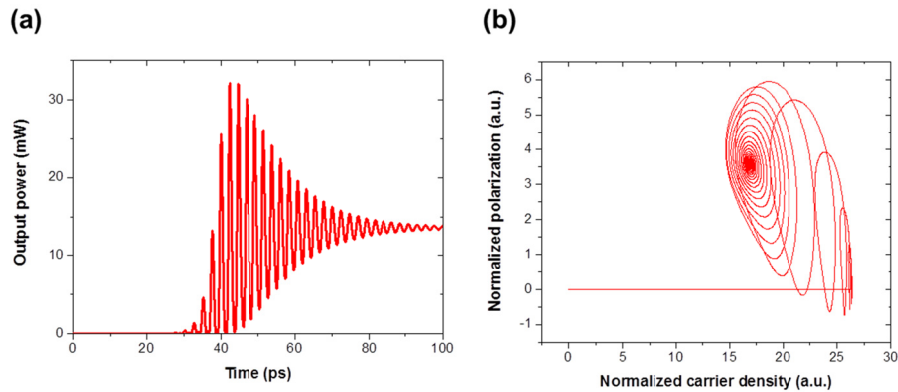 (a)
(b)
Output power (mW)
30
20
10
0
0 20 40 60 80 100
Time (ps)
Normalized polarization (a.u.)
6
5
4
3
2
1
0
-1
0 5 10 15 20 25 30
Normalized carrier density (a.u.)